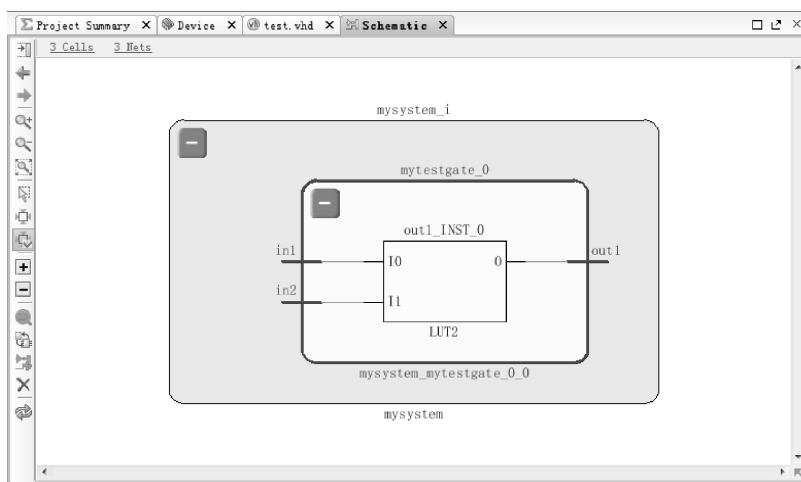 Project Summary × Device × test.vhd × Schematic ×
3 Cells 3 Nets
mysystem_i
mytestgate_0
out1_INST_0
in1 I0 O out1
in2 I1
LUT2
mysystem_mytestgate_0_0
mysystem